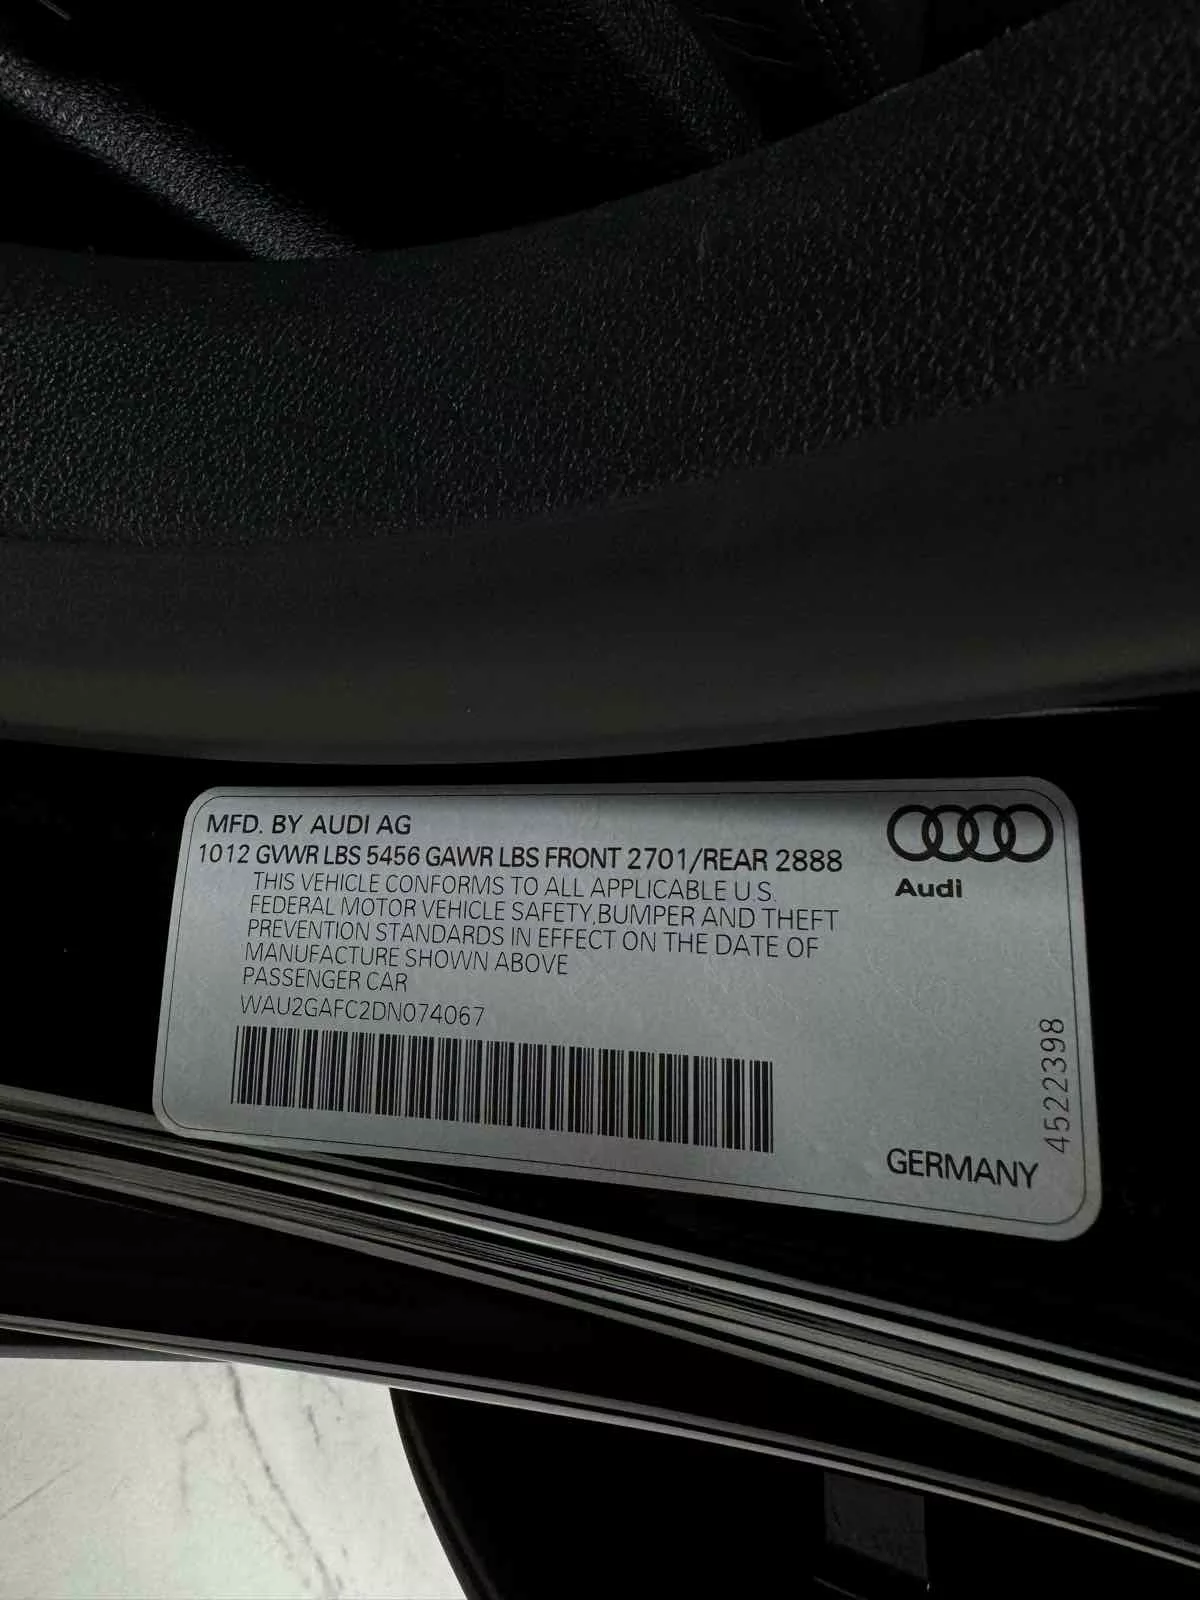 MFD. BY AUDI AG
1012 GVWR LBS 5456 GAWR LBS FRONT 2701/REAR 2888
THIS VEHICLE CONFORMS TO ALL APPLICABLE U.S.
FEDERAL MOTOR VEHICLE SAFETY,BUMPER AND THEFT
PREVENTION STANDARDS IN EFFECT ON THE DATE OF
MANUFACTURE SHOWN ABOVE
PASSENGER CAR
WAU2GAFC2DN074067
Audi
4522398
GERMANY